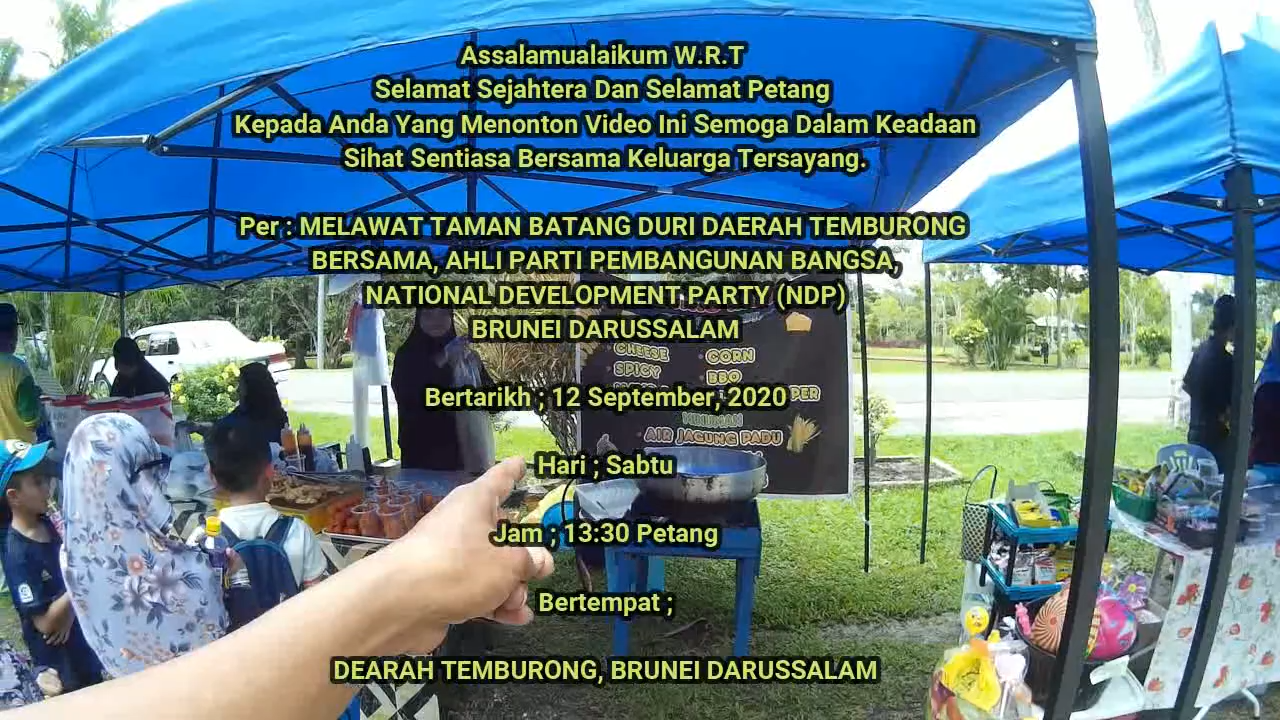 Assalamualaikum W.R.T
Selamat Sejahtera Dan Selamat Petang
Kepada Anda Yang Menonton Video Ini Semoga Dalam Keadaan
Sihat Sentiasa Bersama Keluarga Tersayang.
Per : MELAWAT TAMAN BATANG DURI DAERAH TEMBURONG
BERSAMA, AHLI PARTI PEMBANGUNAN BANGSA,
NATIONAL DEVELOPMENT PARTY (NDP)
BRUNEI DARUSSALAM
CHEESE
CORN
SPICY
BBQ
PER
Bertarikh ; 12 September, 2020
MINUMAN
AIR JAGUNG PADU
Hari ; Sabtu
Jam ; 13:30 Petang
Bertempat ;
DEARAH TEMBURONG, BRUNEI DARUSSALAM